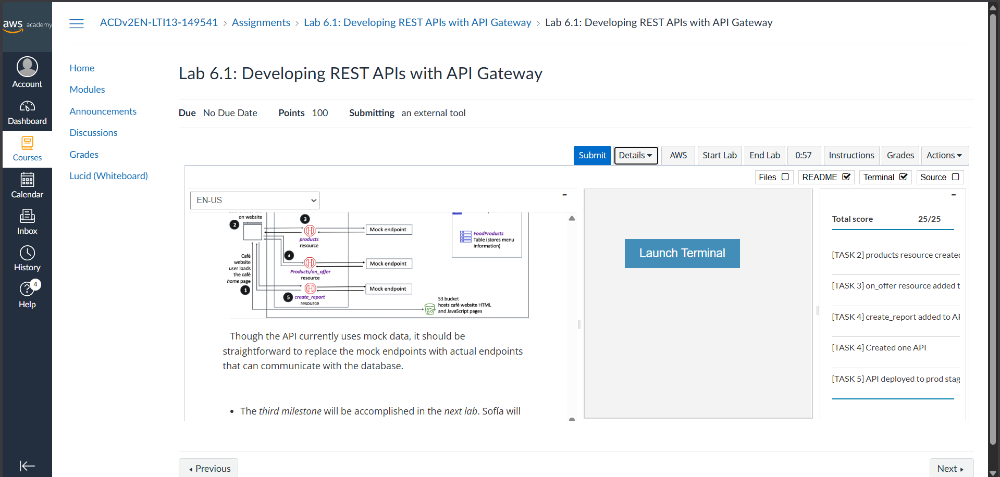 aws academy
ACDv2EN-LTI13-149541 > Assignments > Lab 6.1: Developing REST APIs with API Gateway > Lab 6.1: Developing REST APIs with API Gateway
Account
Dashboard
Courses
Calendar
Inbox
History
4
Help
Home
Modules
Announcements
Discussions
Grades
Lucid (Whiteboard)
Lab 6.1: Developing REST APIs with API Gateway
Due No Due Date Points 100 Submitting an external tool
Submit Details AWS Start Lab End Lab 0:57 Instructions Grades Actions
Files README Terminal Source
EN-US
on website
2
3
products
resource
Mock endpoint
FoodProducts
Table (stores menu
information)
4
Products/on_offer
resource
Mock endpoint
Café
website
user loads
the café
home page
1
5
create_report
resource
Mock endpoint
S3 bucket
hosts café website HTML
and JavaScript pages
Though the API currently uses mock data, it should be
straightforward to replace the mock endpoints with actual endpoints
that can communicate with the database.
• The third milestone will be accomplished in the next lab. Sofía will
Launch Terminal
Total score 25/25
[TASK 2] products resource created
[TASK 3] on_offer resource added t
[TASK 4] create_report added to AP
[TASK 4] Created one API
[TASK 5] API deployed to prod stag
Previous
Next